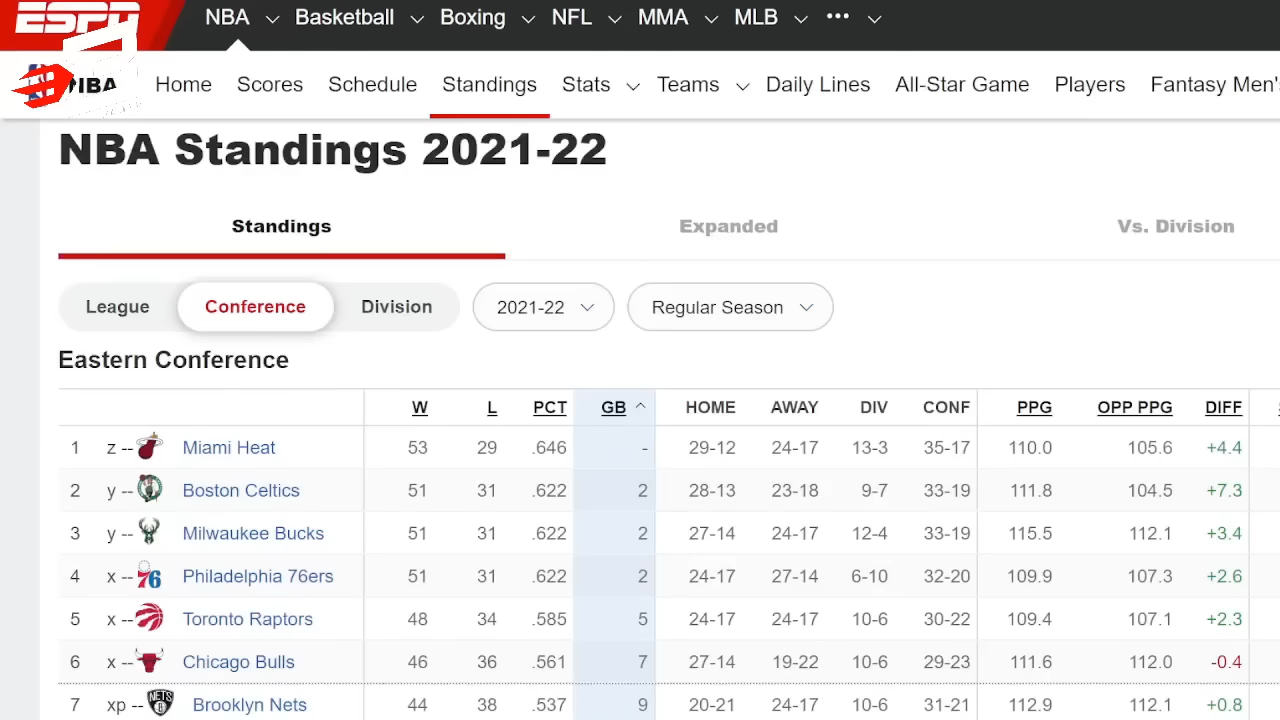 ESPN NBA Basketball Boxing NFL MMA MLB •••
NBA Home Scores Schedule Standings Stats Teams Daily Lines All-Star Game Players Fantasy Men's
NBA Standings 2021-22
Standings Expanded Vs. Division
League Conference Division 2021-22 Regular Season
Eastern Conference
W L PCT GB HOME AWAY DIV CONF PPG OPP PPG DIFF
1 z -- Miami Heat 53 29 .646 - 29-12 24-17 13-3 35-17 110.0 105.6 +4.4
2 y -- Boston Celtics 51 31 .622 2 28-13 23-18 9-7 33-19 111.8 104.5 +7.3
3 y -- Milwaukee Bucks 51 31 .622 2 27-14 24-17 12-4 33-19 115.5 112.1 +3.4
4 x -- 76 Philadelphia 76ers 51 31 .622 2 24-17 27-14 6-10 32-20 109.9 107.3 +2.6
5 x -- Toronto Raptors 48 34 .585 5 24-17 24-17 10-6 30-22 109.4 107.1 +2.3
6 x -- Chicago Bulls 46 36 .561 7 27-14 19-22 10-6 29-23 111.6 112.0 -0.4
7 xp -- NETS Brooklyn Nets 44 38 .537 9 20-21 24-17 10-6 31-21 112.9 112.1 +0.8